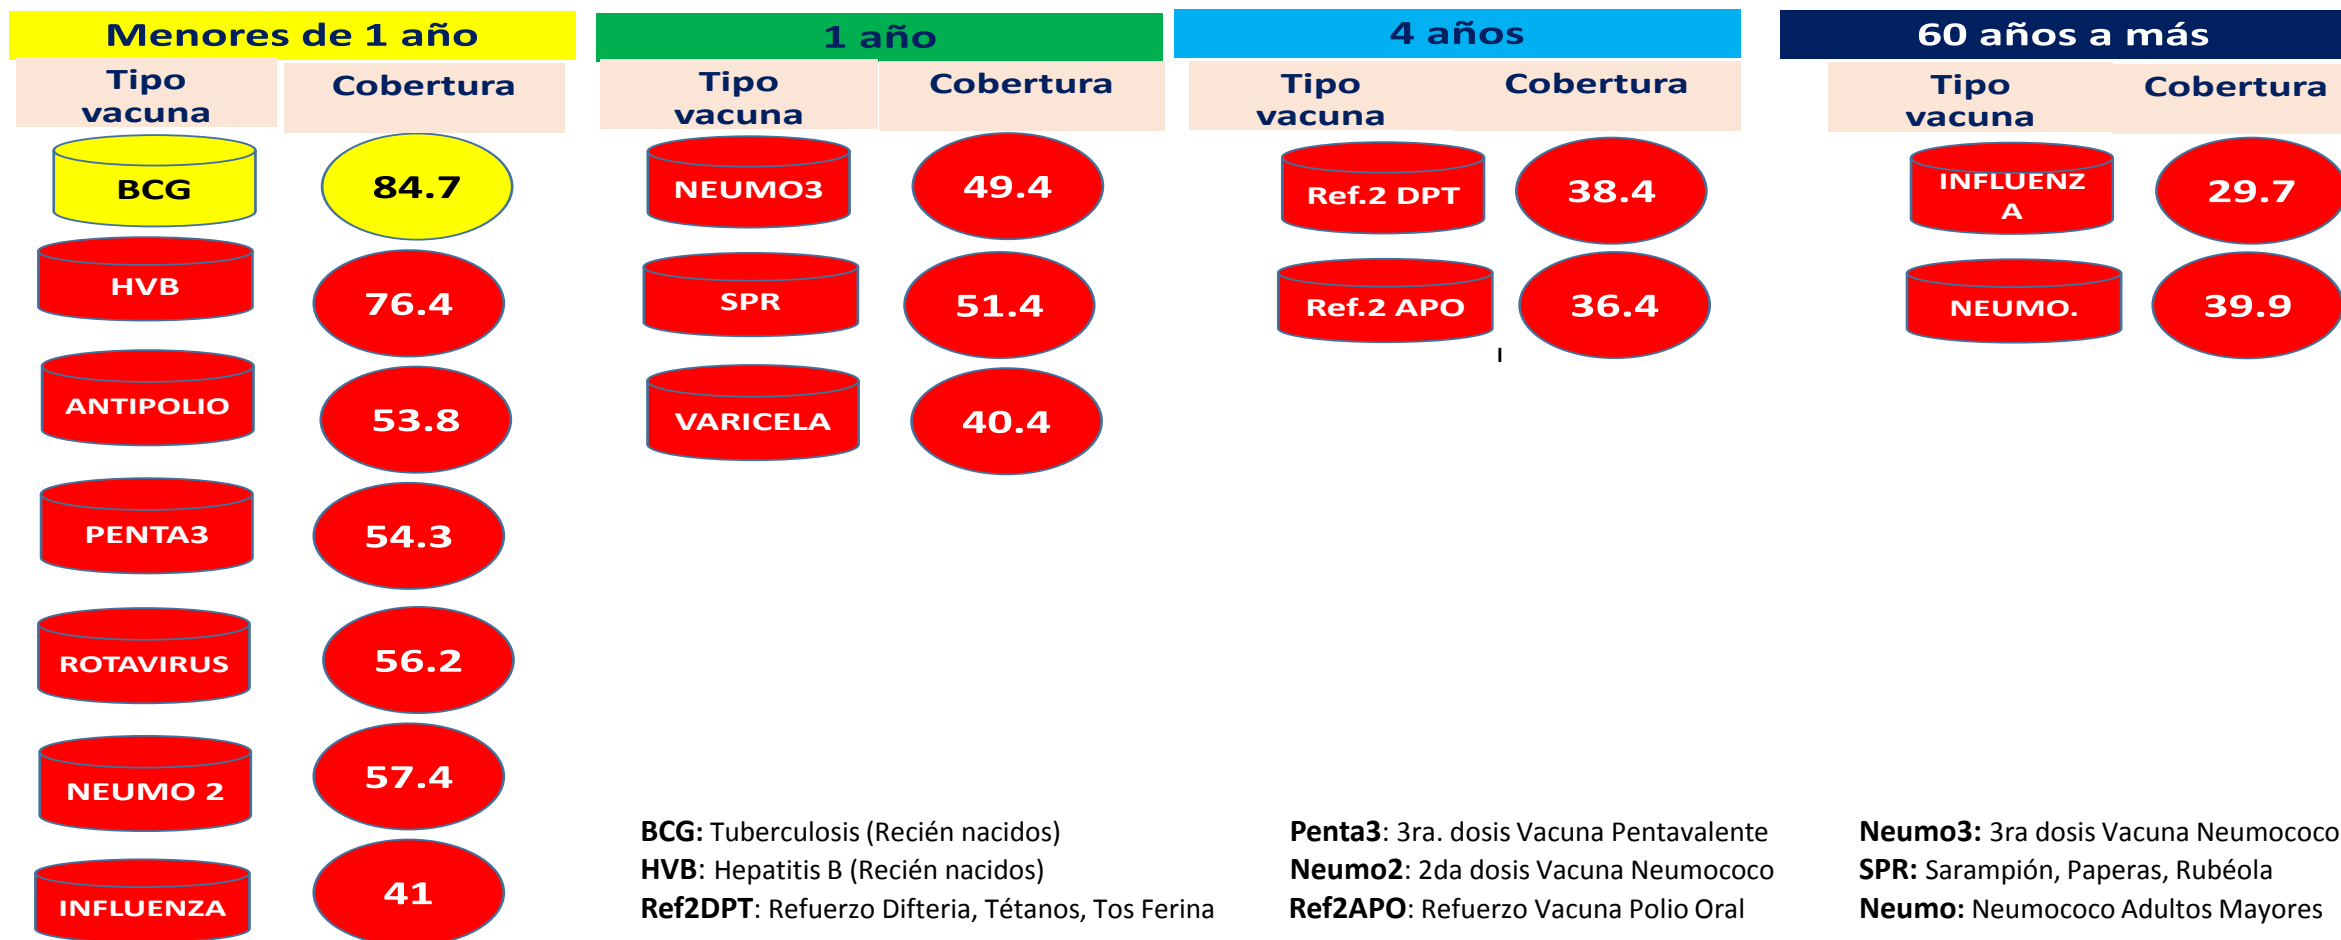 Menores de 1 año
Tipo
vacuna
Cobertura
BCG
84.7
HVB
76.4
ANTIPOLIO
53.8
PENTA3
54.3
ROTAVIRUS
56.2
NEUMO 2
57.4
INFLUENZA
41
1 año
Tipo
vacuna
Cobertura
NEUMO3
49.4
SPR
51.4
VARICELA
40.4
4 años
Tipo
vacuna
Cobertura
Ref.2 DPT
38.4
Ref.2 APO
36.4
ı
60 años a más
Tipo
vacuna
Cobertura
INFLUENZ
A
29.7
NEUMO.
39.9
BCG: Tuberculosis (Recién nacidos)
HVB: Hepatitis B (Recién nacidos)
Ref2DPT: Refuerzo Difteria, Tétanos, Tos Ferina
Penta3: 3ra. dosis Vacuna Pentavalente
Neumo2: 2da dosis Vacuna Neumococo
Ref2APO: Refuerzo Vacuna Polio Oral
Neumo3: 3ra dosis Vacuna Neumococo
SPR: Sarampión, Paperas, Rubéola
Neumo: Neumococo Adultos Mayores